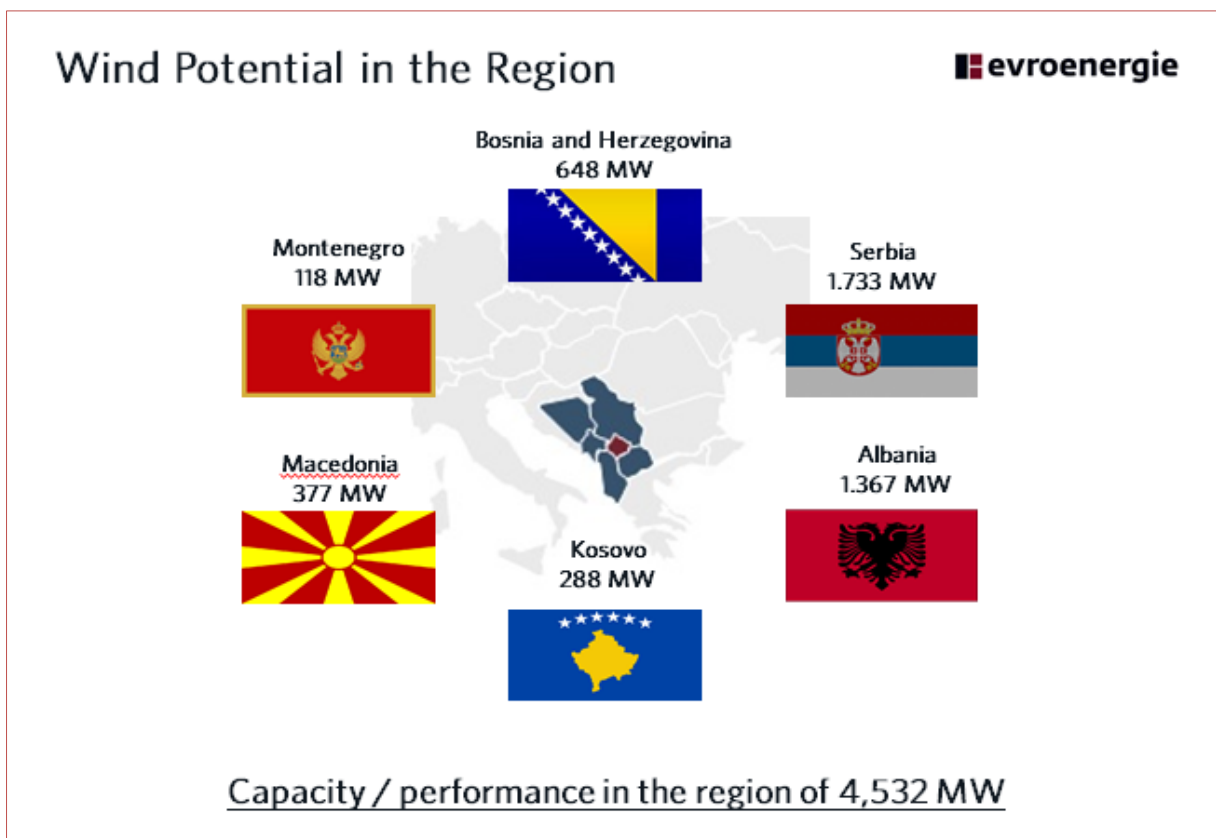 Wind Potential in the Region
evroenergie
Bosnia and Herzegovina
648 MW
Montenegro
118 MW
Serbia
1.733 MW
Macedonia
377 MW
Albania
1.367 MW
Kosovo
288 MW
Capacity / performance in the region of 4,532 MW